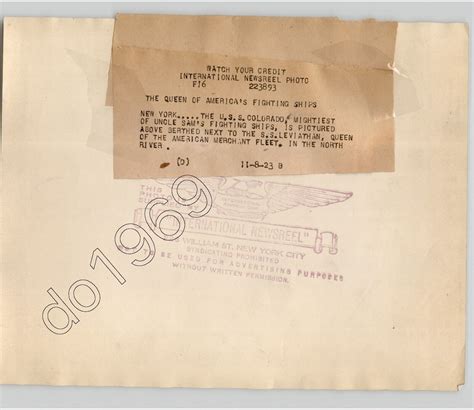 WATCH YOUR CREDIT
INTERNATIONAL NEWSREEL PHOTO
F16 223893
THE QUEEN OF AMERICA'S FIGHTING SHIPS
NEW YORK.....THE U.S.S.COLORADO, MIGHTIEST
OF UNCLE SAM'S FIGHTING SHIPS, IS PICTURED
ABOVE BERTHED NEXT TO THE S.S.LEVIATHAN, QUEEN
OF THE AMERICAN MERCHANT FLEET. IN THE NORTH
RIVER .
(D) 11-8-23 B
THIS
"INTERNATIONAL NEWSREEL"
WILLIAM ST. NEW YORK CITY
SYNDICATING PROHIBITED
TO BE USED FOR ADVERTISING PURPOSES
WITHOUT WRITTEN PERMISSION.
do1969